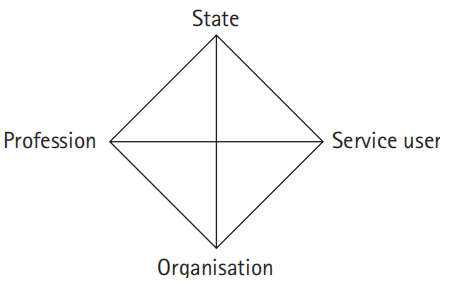 State
Profession
Service user
Organisation